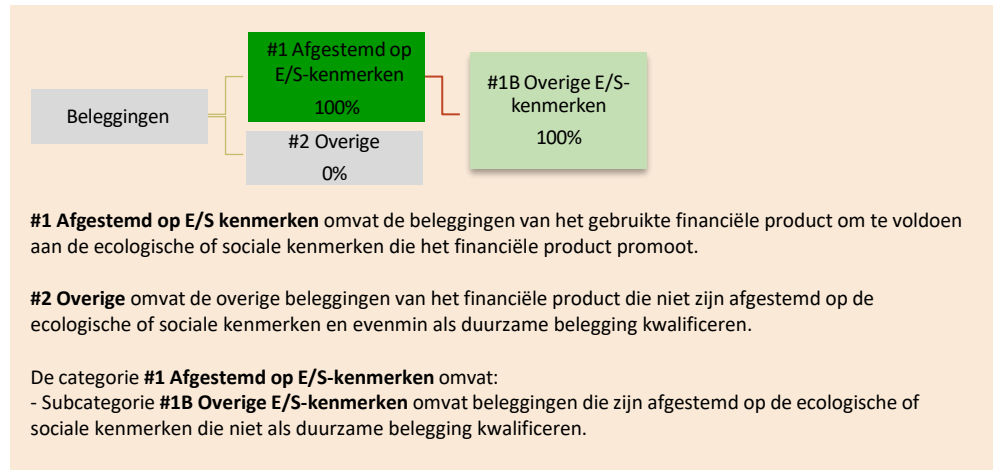 #1 Afgestemd op
E/S-kenmerken
100%
#1B Overige E/S-
kenmerken
100%
Beleggingen
#2 Overige
0%
#1 Afgestemd op E/S kenmerken omvat de beleggingen van het gebruikte financiële product om te voldoen
aan de ecologische of sociale kenmerken die het financiële product promoot.
#2 Overige omvat de overige beleggingen van het financiële product die niet zijn afgestemd op de
ecologische of sociale kenmerken en evenmin als duurzame belegging kwalificeren.
De categorie #1 Afgestemd op E/S-kenmerken omvat:
- Subcategorie #1B Overige E/S-kenmerken omvat beleggingen die zijn afgestemd op de ecologische of
sociale kenmerken die niet als duurzame belegging kwalificeren.